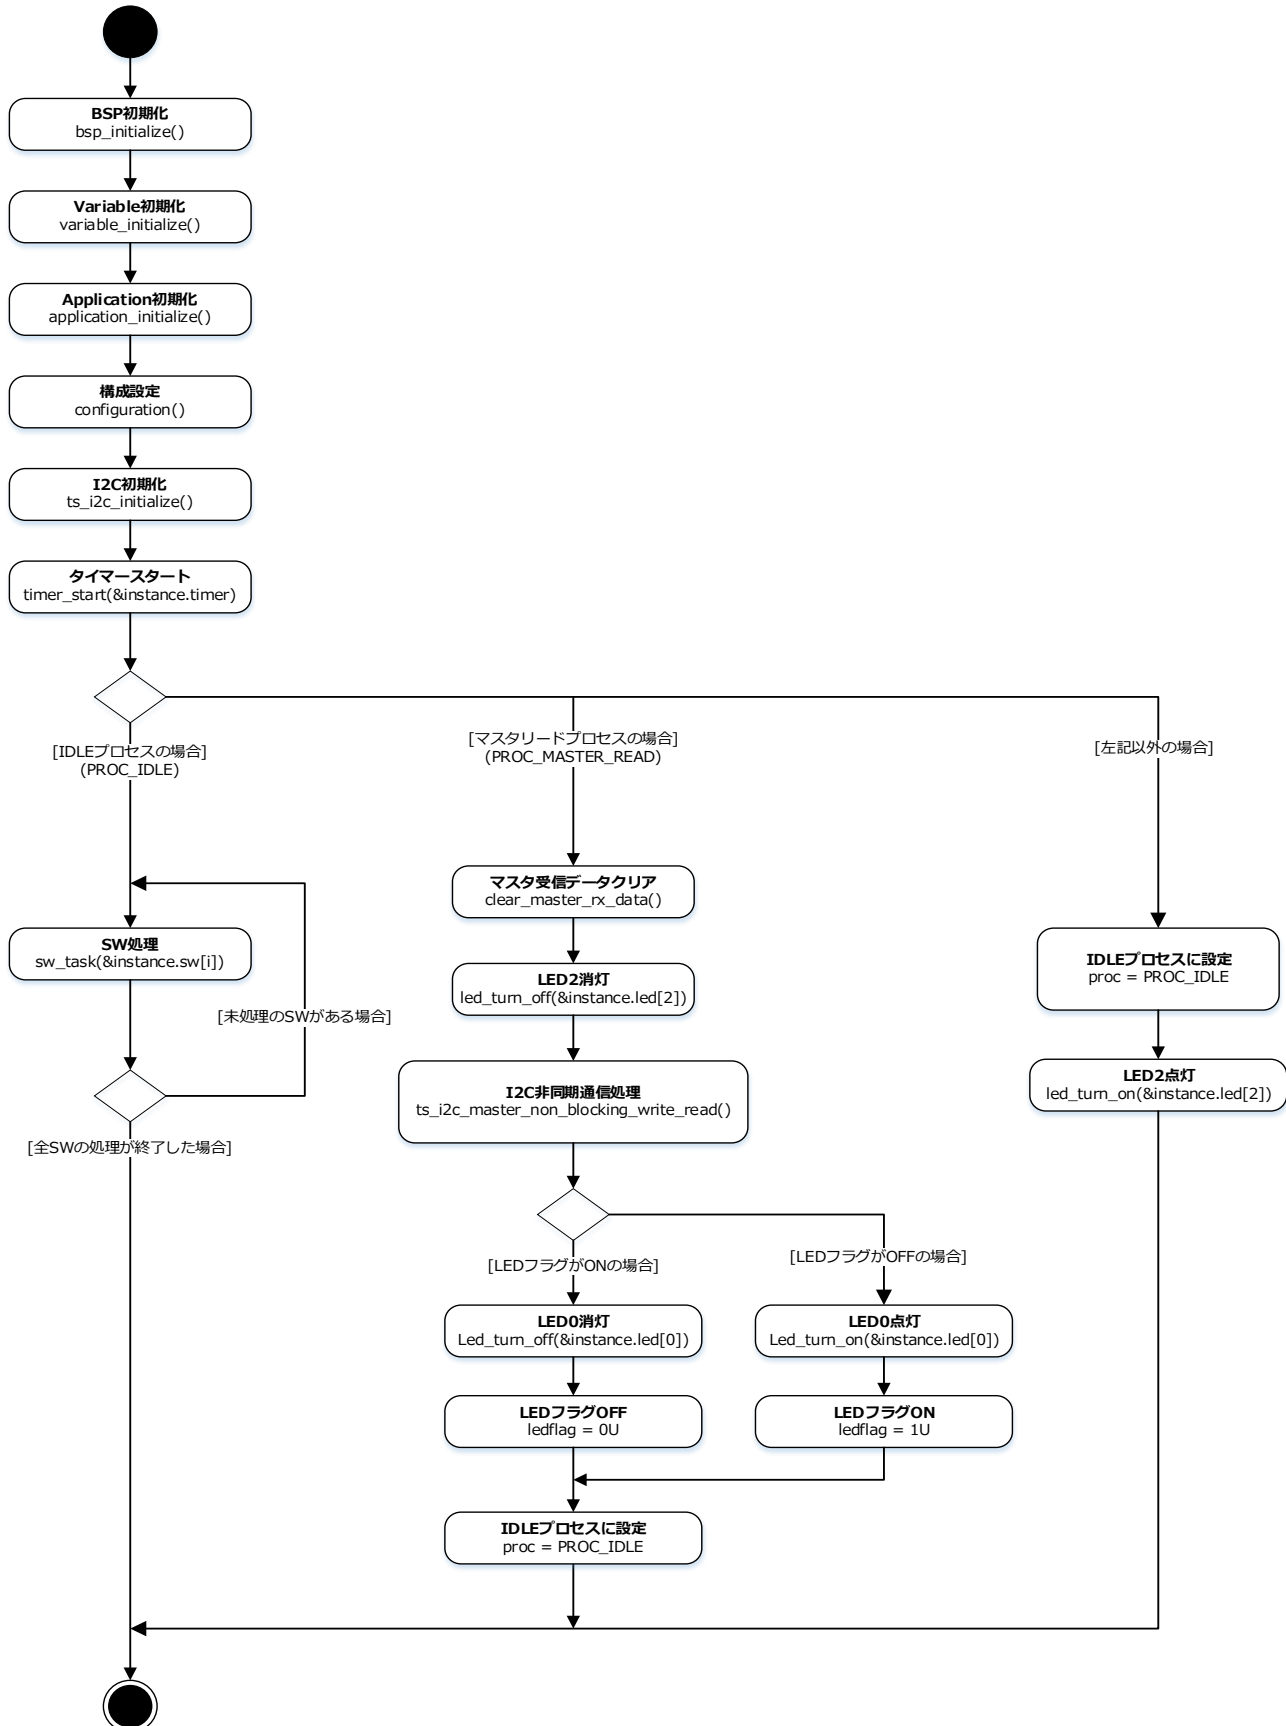 BSP初期化
bsp_initialize()
Variable初期化
variable_initialize()
Application初期化
application_initialize()
構成設定
configuration()
I2C初期化
ts_i2c_initialize()
タイマースタート
timer_start(&instance.timer)
[IDLEプロセスの場合]
(PROC_IDLE)
[マスタリードプロセスの場合]
(PROC_MASTER_READ)
[左記以外の場合]
SW処理
sw_task(&instance.sw[i])
[未処理のSWがある場合]
[全SWの処理が終了した場合]
マスタ受信データクリア
clear_master_rx_data()
LED2消灯
led_turn_off(&instance.led[2])
I2C非同期通信処理
ts_i2c_master_non_blocking_write_read()
[LEDフラグがONの場合]
[LEDフラグがOFFの場合]
LED0消灯
Led_turn_off(&instance.led[0])
LED0点灯
Led_turn_on(&instance.led[0])
LEDフラグOFF
ledflag = 0U
LEDフラグON
ledflag = 1U
IDLEプロセスに設定
proc = PROC_IDLE
IDLEプロセスに設定
proc = PROC_IDLE
LED2点灯
led_turn_on(&instance.led[2])